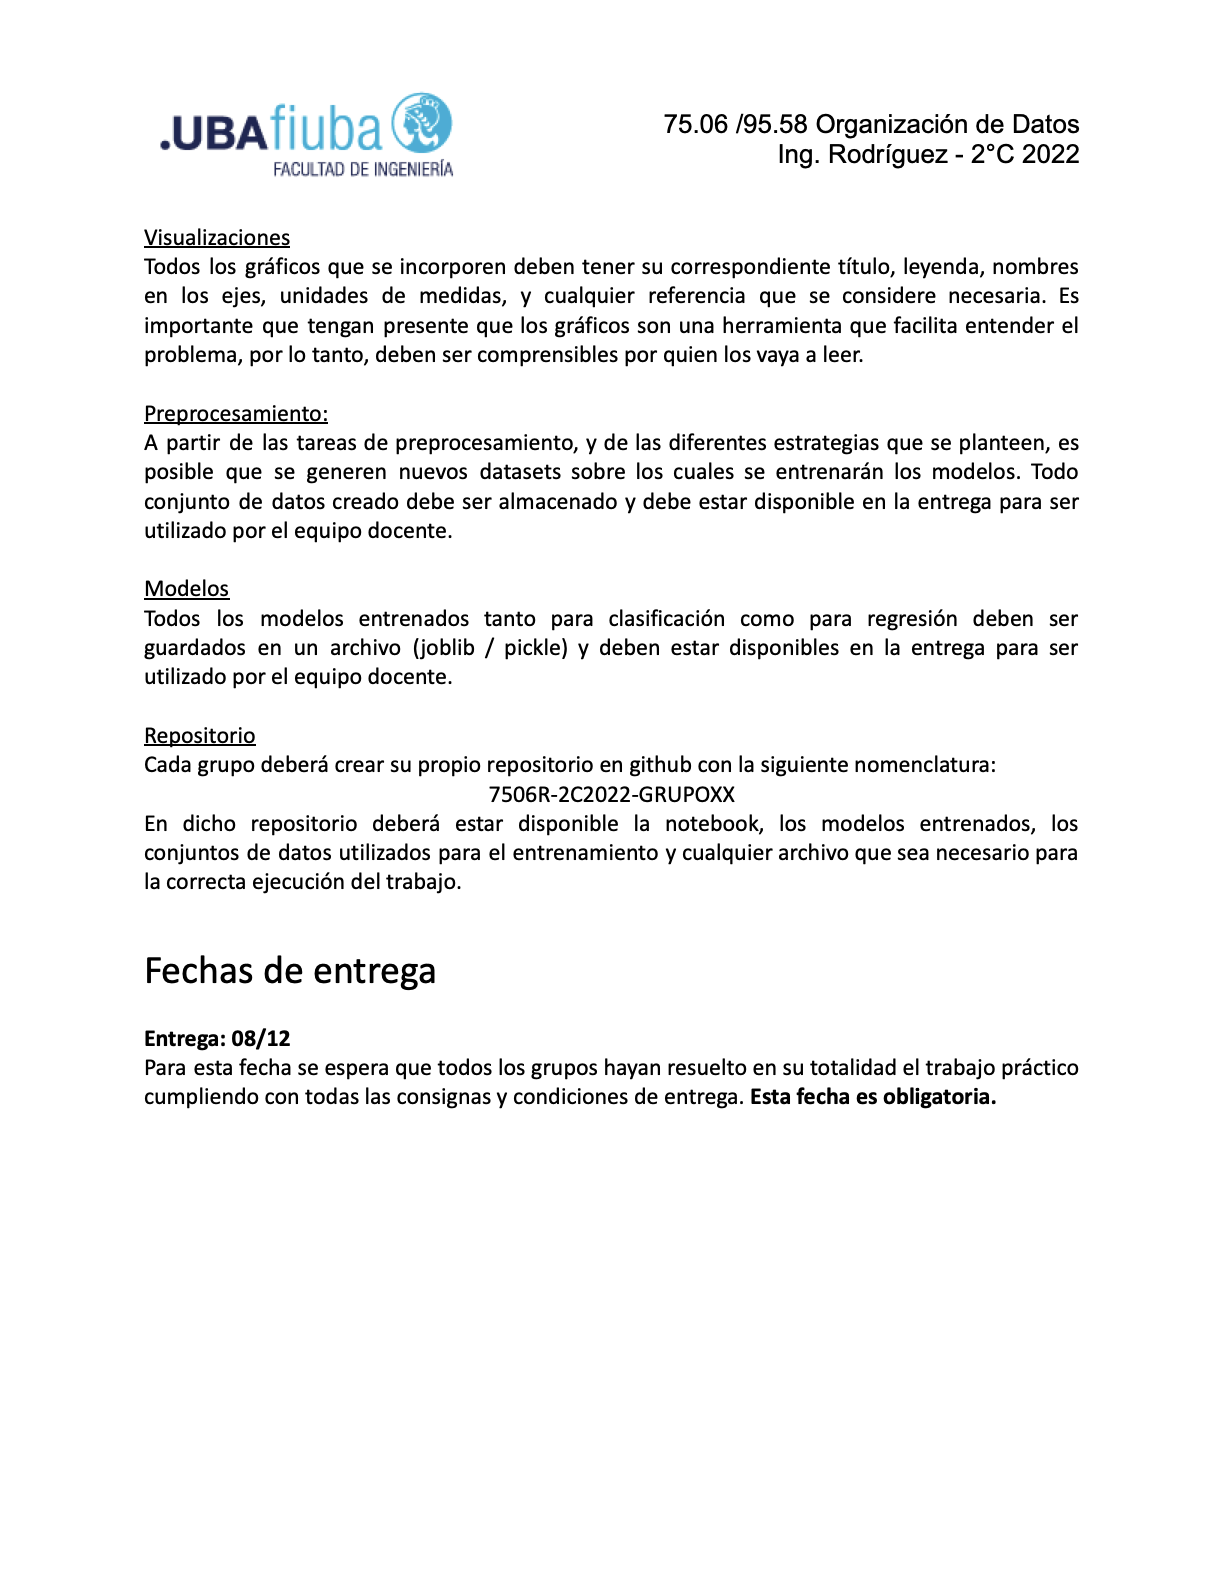 .UBAfiuba
FACULTAD DE INGENIERÍA
75.06 /95.58 Organización de Datos
Ing. Rodríguez - 2°C 2022
Visualizaciones
Todos los gráficos que se incorporen deben tener su correspondiente título, leyenda, nombres
en los ejes, unidades de medidas, y cualquier referencia que se considere necesaria. Es
importante que tengan presente que los gráficos son una herramienta que facilita entender el
problema, por lo tanto, deben ser comprensibles por quien los vaya a leer.
Preprocesamiento:
A partir de las tareas de preprocesamiento, y de las diferentes estrategias que se planteen, es
posible que se generen nuevos datasets sobre los cuales se entrenarán los modelos. Todo
conjunto de datos creado debe ser almacenado y debe estar disponible en la entrega para ser
utilizado por el equipo docente.
Modelos
Todos los modelos entrenados tanto para clasificación como para regresión deben ser
guardados en un archivo (joblib / pickle) y deben estar disponibles en la entrega para ser
utilizado por el equipo docente.
Repositorio
Cada grupo deberá crear su propio repositorio en github con la siguiente nomenclatura:
7506R-2C2022-GRUPOXX
En dicho repositorio deberá estar disponible la notebook, los modelos entrenados, los
conjuntos de datos utilizados para el entrenamiento y cualquier archivo que sea necesario para
la correcta ejecución del trabajo.
Fechas de entrega
Entrega: 08/12
Para esta fecha se espera que todos los grupos hayan resuelto en su totalidad el trabajo práctico
cumpliendo con todas las consignas y condiciones de entrega. Esta fecha es obligatoria.